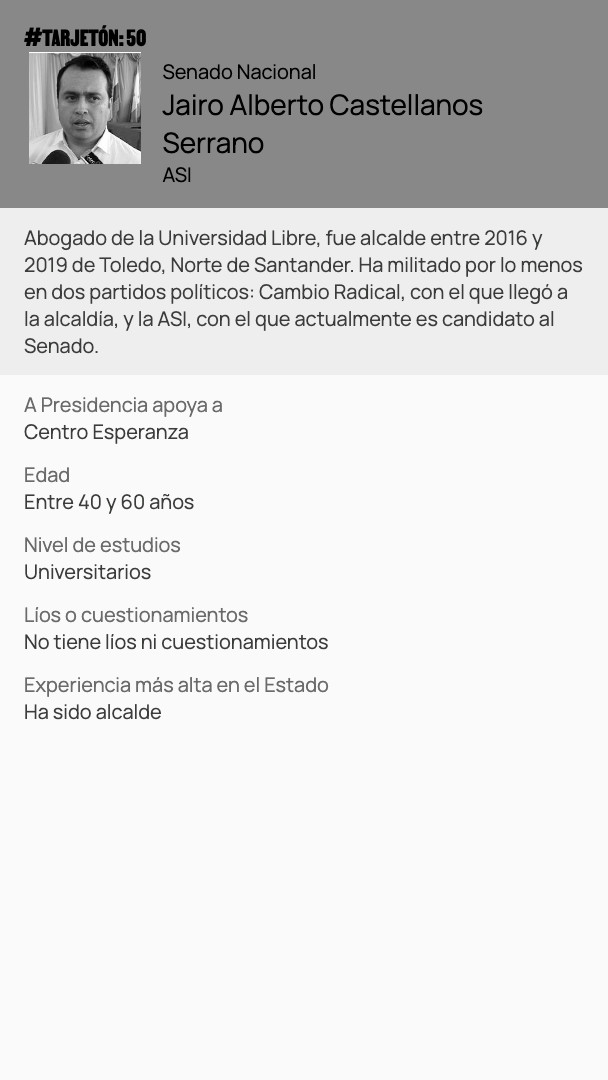 #TARJETÓN: 50
Senado Nacional
Jairo Alberto Castellanos
Serrano
ASI
Abogado de la Universidad Libre, fue alcalde entre 2016 y
2019 de Toledo, Norte de Santander. Ha militado por lo menos
en dos partidos políticos: Cambio Radical, con el que llegó a
la alcaldía, y la ASI, con el que actualmente es candidato al
Senado.
A Presidencia apoya a
Centro Esperanza
Edad
Entre 40 y 60 años
Nivel de estudios
Universitarios
Líos o cuestionamientos
No tiene líos ni cuestionamientos
Experiencia más alta en el Estado
Ha sido alcalde